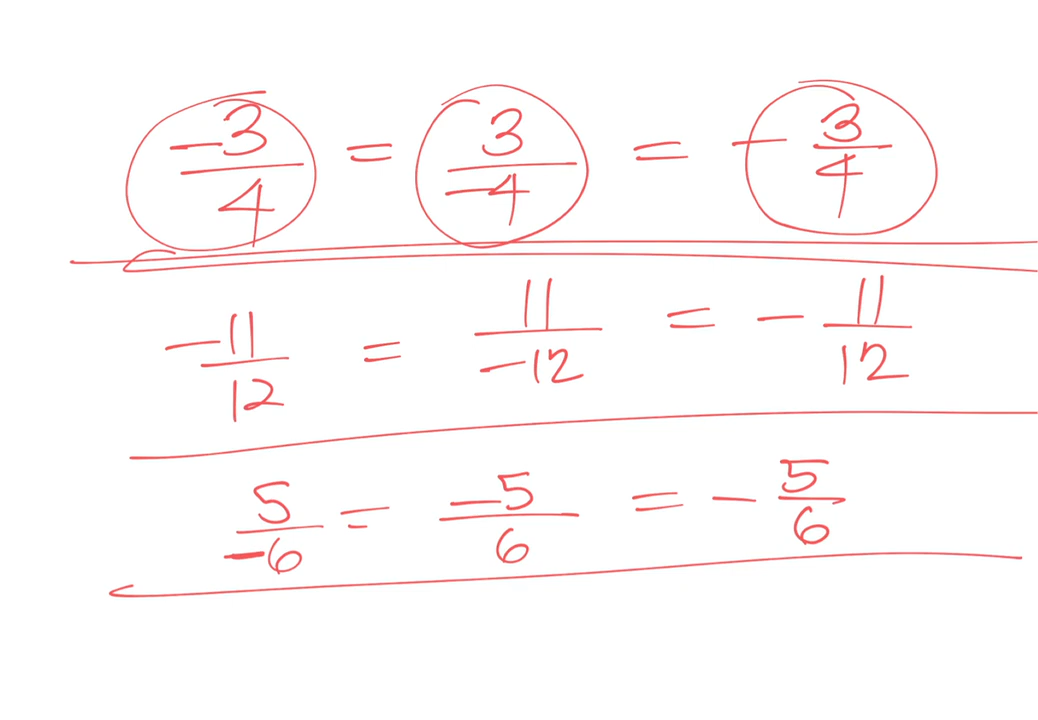 -3/4 = 3/-4 = -3/4
-11/12 = 11/-12 = -11/12
5/-6 = -5/6 = -5/6